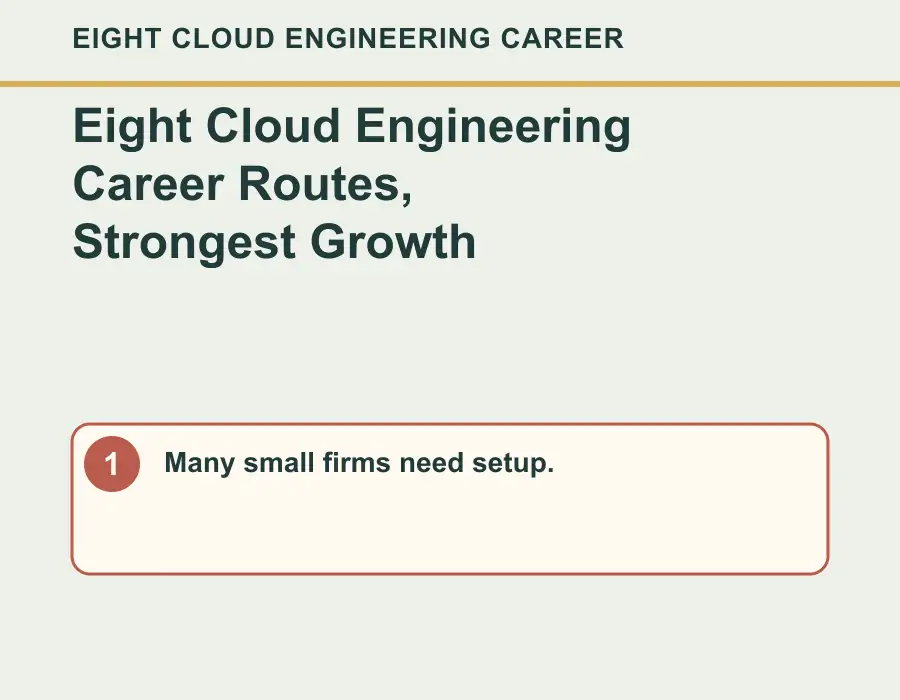 EIGHT CLOUD ENGINEERING CAREER
Eight Cloud Engineering
Career Routes,
Strongest Growth
1 Many small firms need setup.